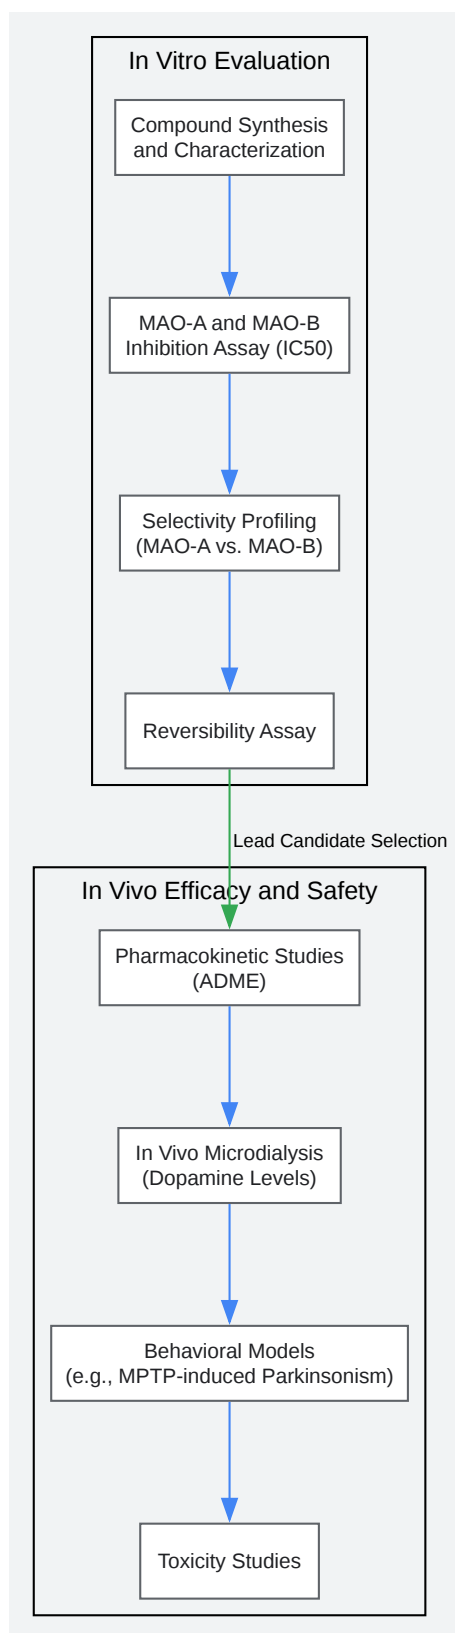 In Vitro Evaluation
Compound Synthesis
and Characterization
MAO-A and MAO-B
Inhibition Assay (IC50)
Selectivity Profiling
(MAO-A vs. MAO-B)
Reversibility Assay
Lead Candidate Selection
In Vivo Efficacy and Safety
Pharmacokinetic Studies
(ADME)
In Vivo Microdialysis
(Dopamine Levels)
Behavioral Models
(e.g., MPTP-induced Parkinsonism)
Toxicity Studies